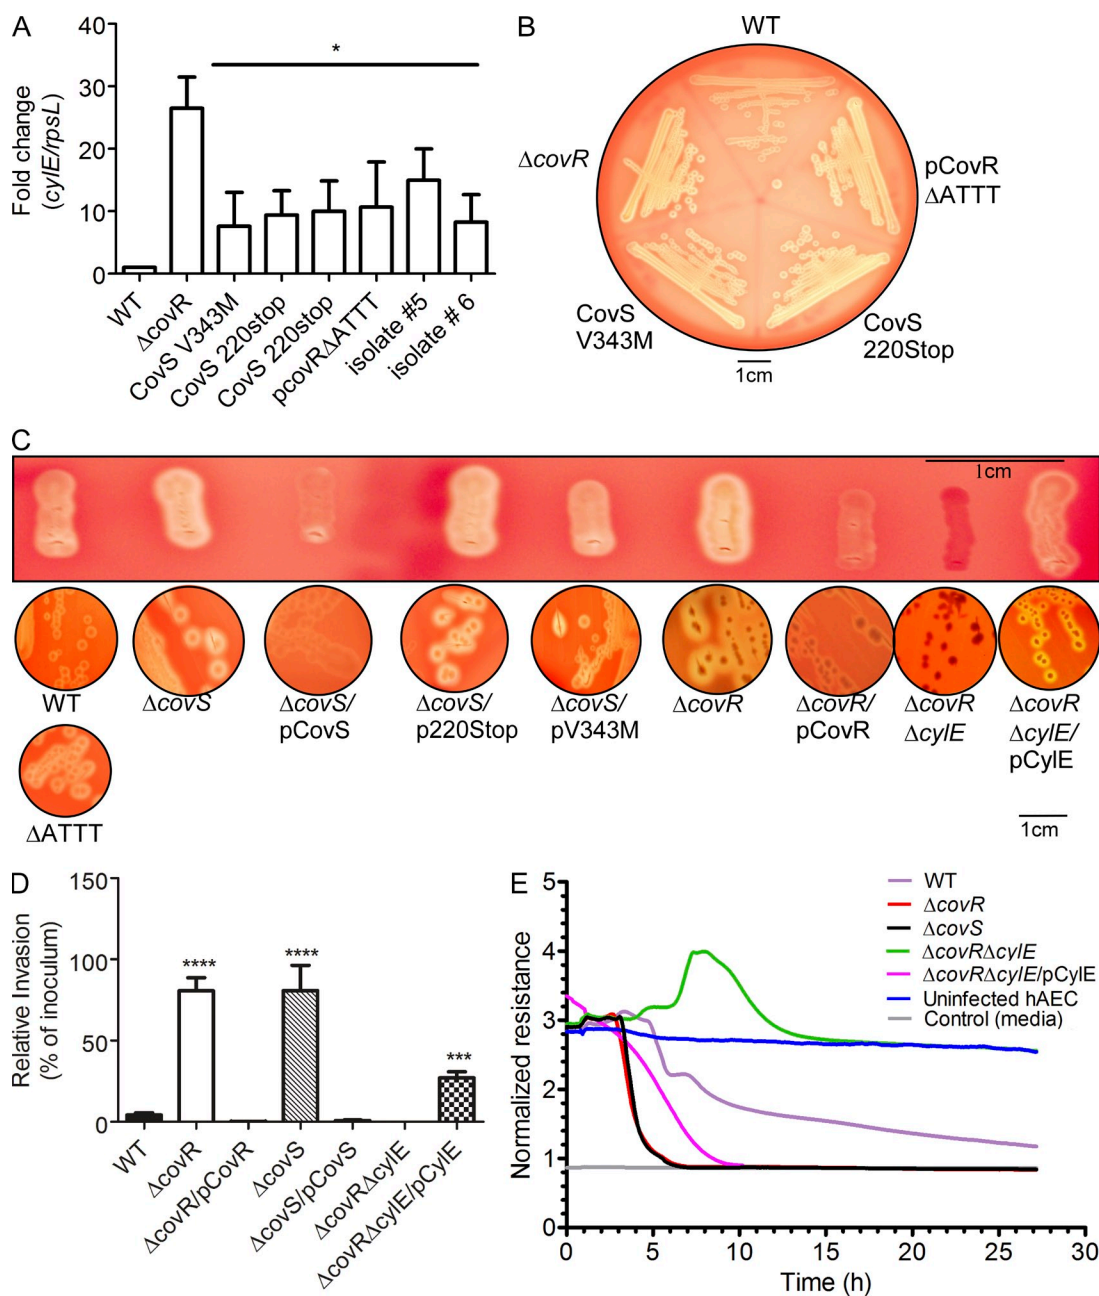 A
Fold change
(cylE/rpsL)
40
30
20
10
0
*
WT
ΔcovR
CovS V343M
CovS 220stop
CovS 220stop
pcovRΔATTT
isolate #5
isolate # 6
B
WT
ΔcovR
pCovR
ΔATTT
CovS
V343M
CovS
220Stop
1cm
C
1cm
WT
ΔcovS
ΔcovS/
pCovS
ΔcovS/
p220Stop
ΔcovS/
pV343M
ΔcovR
ΔcovR/
pCovR
ΔcovR
ΔcylE
ΔcovR
ΔcylE/
pCylE
ΔATTT
1cm
D
Relative Invasion
(% of inoculum)
150
100
50
0
****
****
***
WT
ΔcovR
ΔcovR/pCovR
ΔcovS
ΔcovS/pCovS
ΔcovRΔcylE
ΔcovRΔcylE/pCylE
E
Normalized resistance
5
4
3
2
1
0
WT
ΔcovR
ΔcovS
ΔcovRΔcylE
ΔcovRΔcylE/pCylE
Uninfected hAEC
Control (media)
0 5 10 15 20 25 30
Time (h)